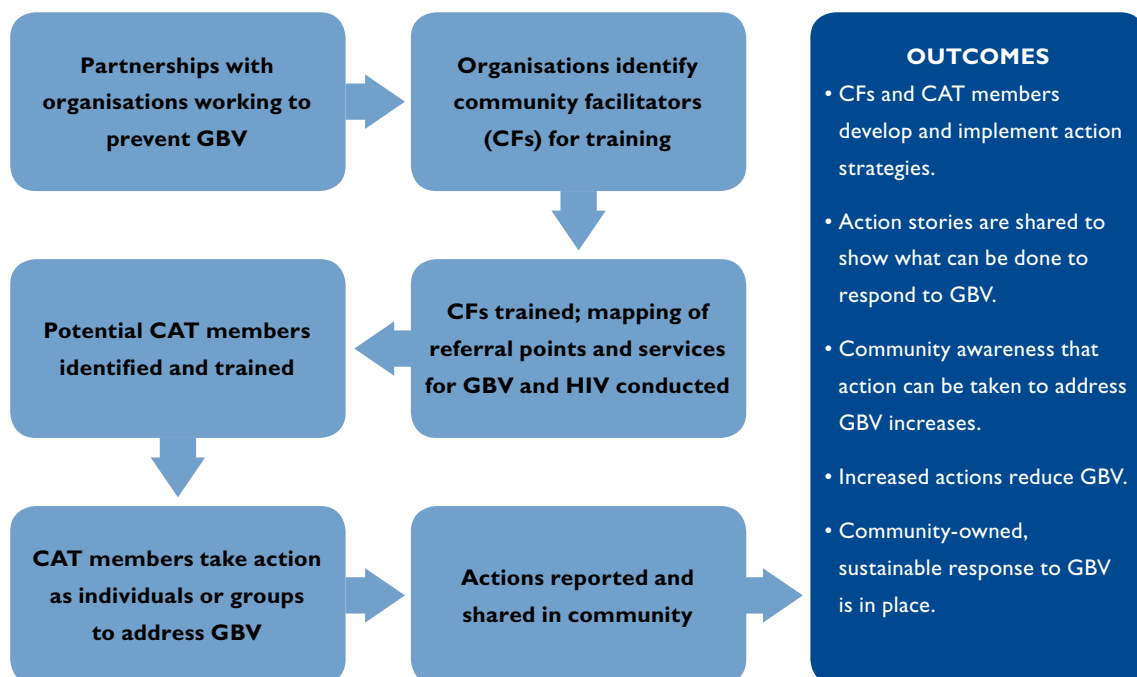 Partnerships with
organisations working to
prevent GBV
Organisations identify
community facilitators
(CFs) for training
CFs trained; mapping of
referral points and services
for GBV and HIV conducted
Potential CAT members
identified and trained
CAT members take action
as individuals or groups
to address GBV
Actions reported and
shared in community
OUTCOMES
• CFs and CAT members
develop and implement action
strategies.
• Action stories are shared to
show what can be done to
respond to GBV.
• Community awareness that
action can be taken to address
GBV increases.
• Increased actions reduce GBV.
• Community-owned,
sustainable response to GBV
is in place.